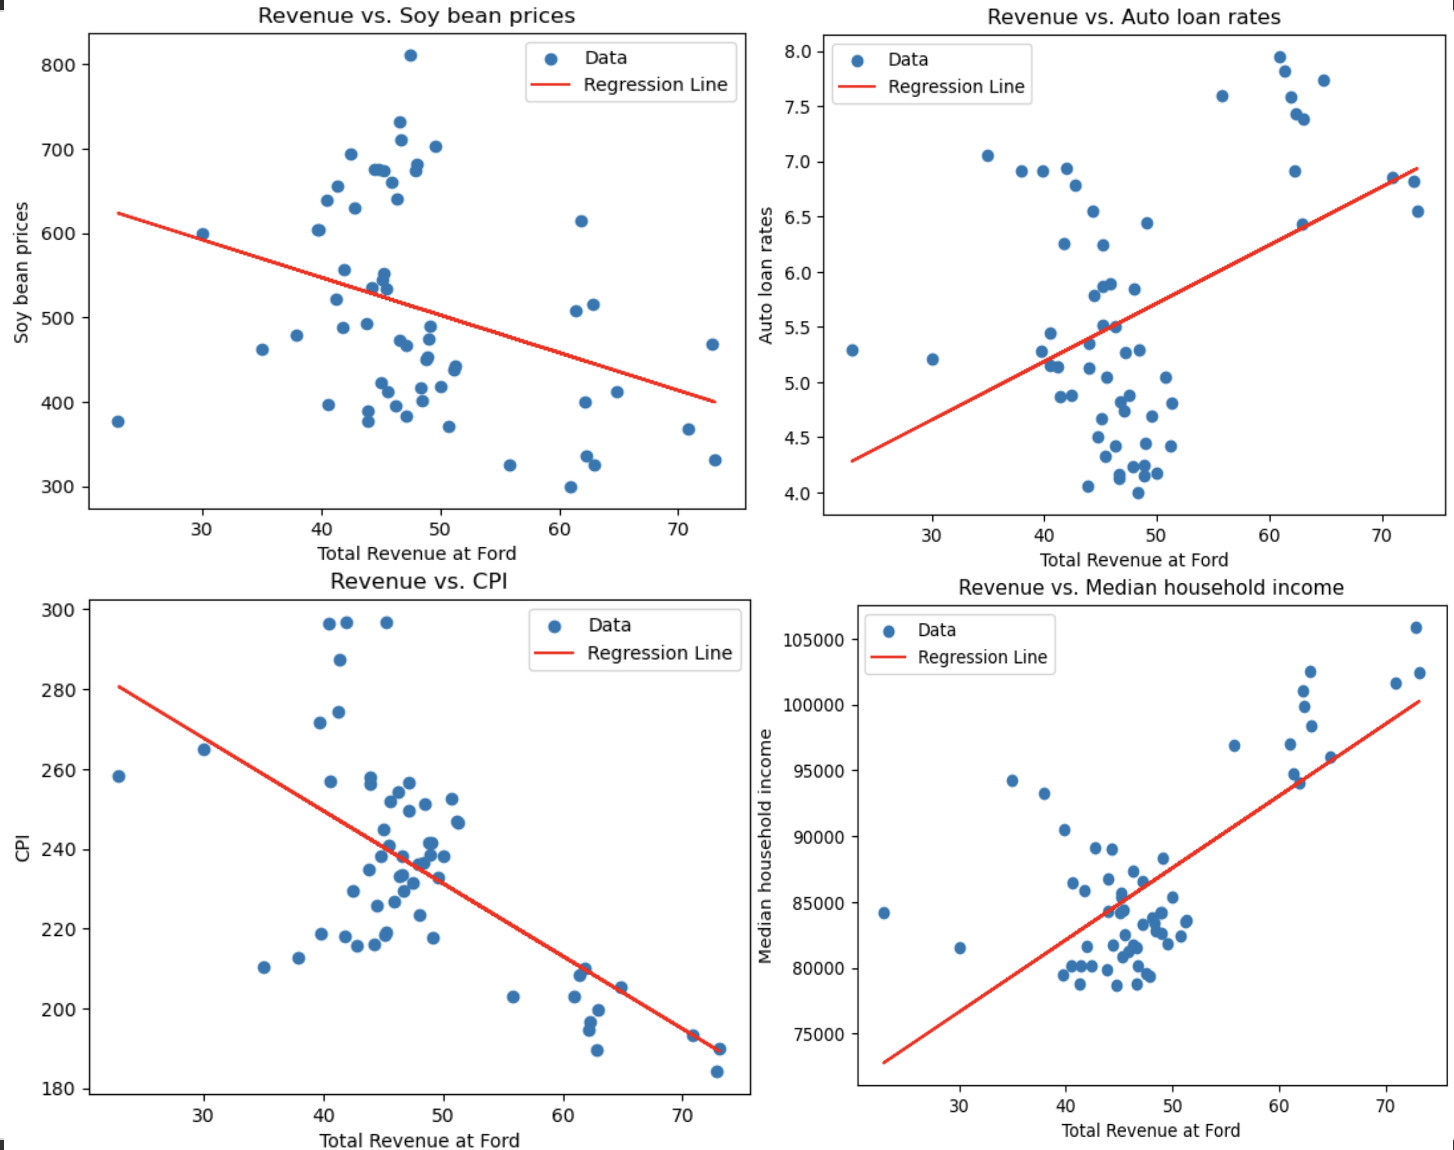 Revenue vs. Soy bean prices
Data
Regression Line
800
700
600
500
400
300
Soy bean prices
30 40 50 60 70
Total Revenue at Ford
Revenue vs. Auto loan rates
Data
Regression Line
8.0
7.5
7.0
6.5
6.0
5.5
5.0
4.5
4.0
Auto loan rates
30 40 50 60 70
Total Revenue at Ford
Revenue vs. CPI
Data
Regression Line
300
280
260
240
220
200
180
CPI
30 40 50 60 70
Total Revenue at Ford
Revenue vs. Median household income
Data
Regression Line
105000
100000
95000
90000
85000
80000
75000
Median household income
30 40 50 60 70
Total Revenue at Ford